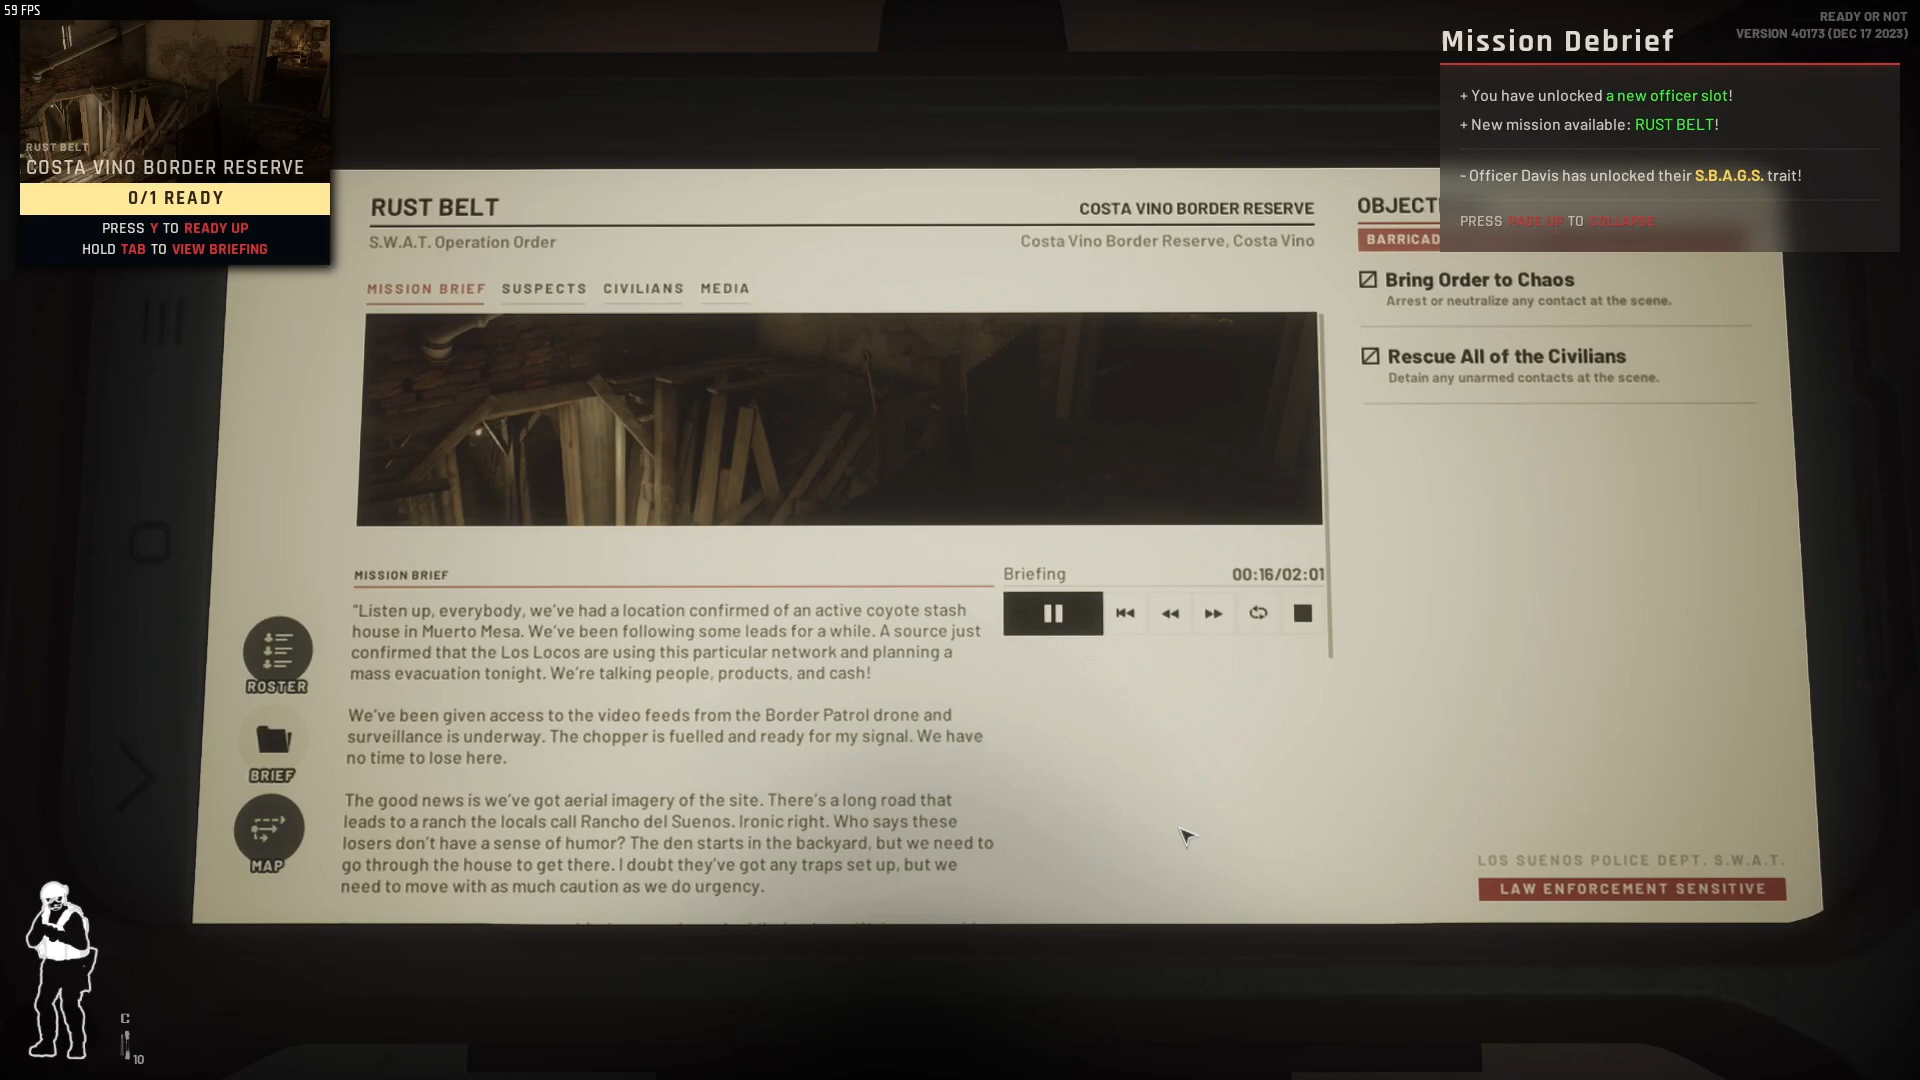 59 FPS
READY OR NOT
VERSION 40173 (DEC 17 2023)
Mission Debrief
+ You have unlocked a new officer slot!
+ New mission available: RUST BELT!
- Officer Davis has unlocked their S.B.A.G.S. trait!
PRESS PAGE UP TO COLLAPSE
RUST BELT
COSTA VINO BORDER RESERVE
0/1 READY
PRESS Y TO READY UP
HOLD TAB TO VIEW BRIEFING
RUST BELT
COSTA VINO BORDER RESERVE
S.W.A.T. Operation Order
Costa Vino Border Reserve, Costa Vino
MISSION BRIEF SUSPECTS CIVILIANS MEDIA
OBJECT
BARRICAD
Bring Order to Chaos
Arrest or neutralize any contact at the scene.
Rescue All of the Civilians
Detain any unarmed contacts at the scene.
MISSION BRIEF
Briefing 00:16/02:01
"Listen up, everybody, we've had a location confirmed of an active coyote stash
house in Muerto Mesa. We've been following some leads for a while. A source just
confirmed that the Los Locos are using this particular network and planning a
mass evacuation tonight. We're talking people, products, and cash!
We've been given access to the video feeds from the Border Patrol drone and
surveillance is underway. The chopper is fuelled and ready for my signal. We have
no time to lose here.
The good news is we've got aerial imagery of the site. There's a long road that
leads to a ranch the locals call Rancho del Suenos. Ironic right. Who says these
losers don't have a sense of humor? The den starts in the backyard, but we need to
go through the house to get there. I doubt they've got any traps set up, but we
need to move with as much caution as we do urgency.
ROSTER
BRIEF
MAP
LOS SUENOS POLICE DEPT. S.W.A.T.
LAW ENFORCEMENT SENSITIVE
C
10